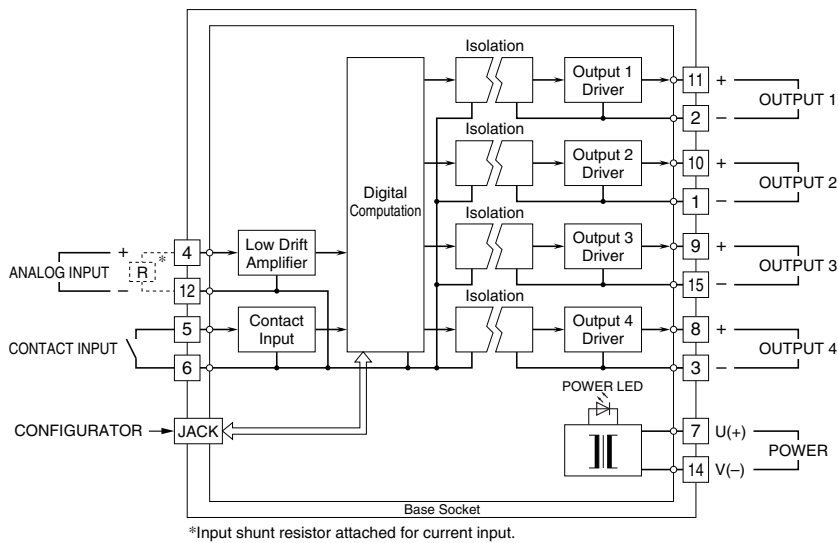 Isolation
Output 1
Driver
11
+
OUTPUT 1
2
−
Isolation
Output 2
Driver
10
+
OUTPUT 2
1
−
Digital
Computation
Isolation
Output 3
Driver
9
+
OUTPUT 3
15
−
Isolation
Output 4
Driver
8
+
OUTPUT 4
3
−
ANALOG INPUT
+
−
R
*
4
12
Low Drift
Amplifier
CONTACT INPUT
5
6
Contact
Input
CONFIGURATOR
JACK
POWER LED
7
U(+)
POWER
14
V(−)
Base Socket
*Input shunt resistor attached for current input.